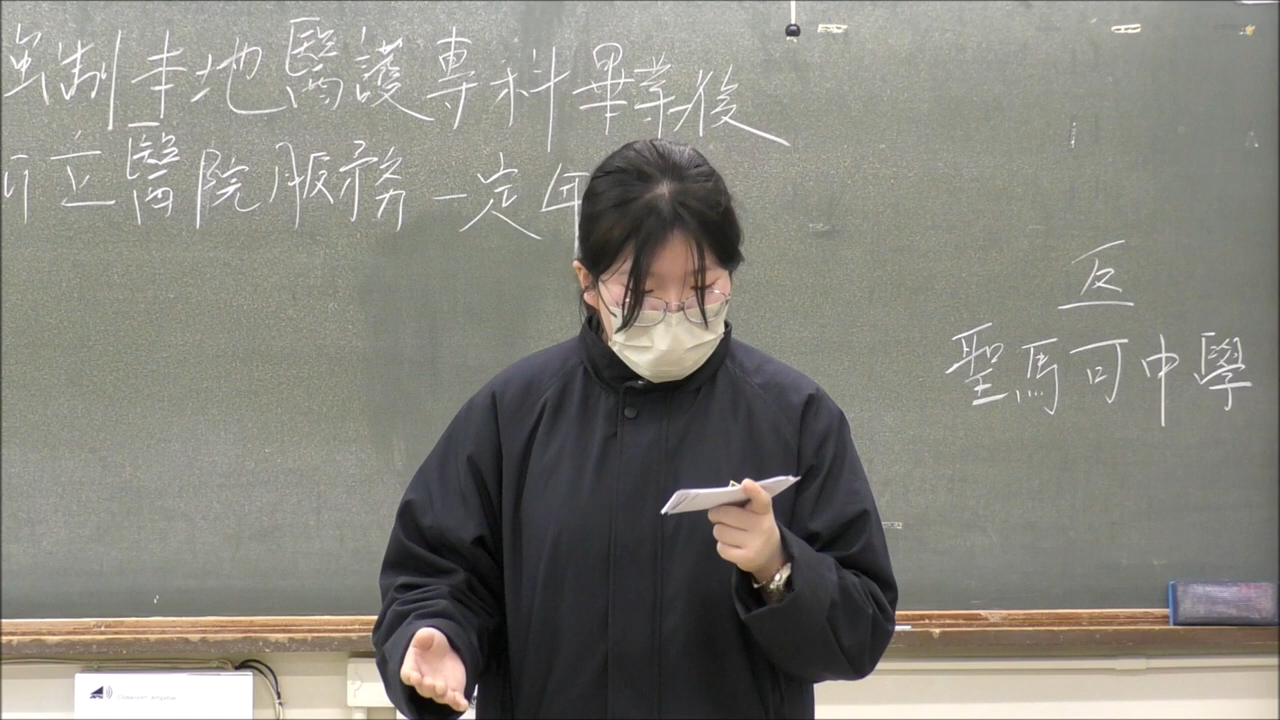 強制本地醫護專科畢業後
立醫院服務一定年
反
聖馬可中學